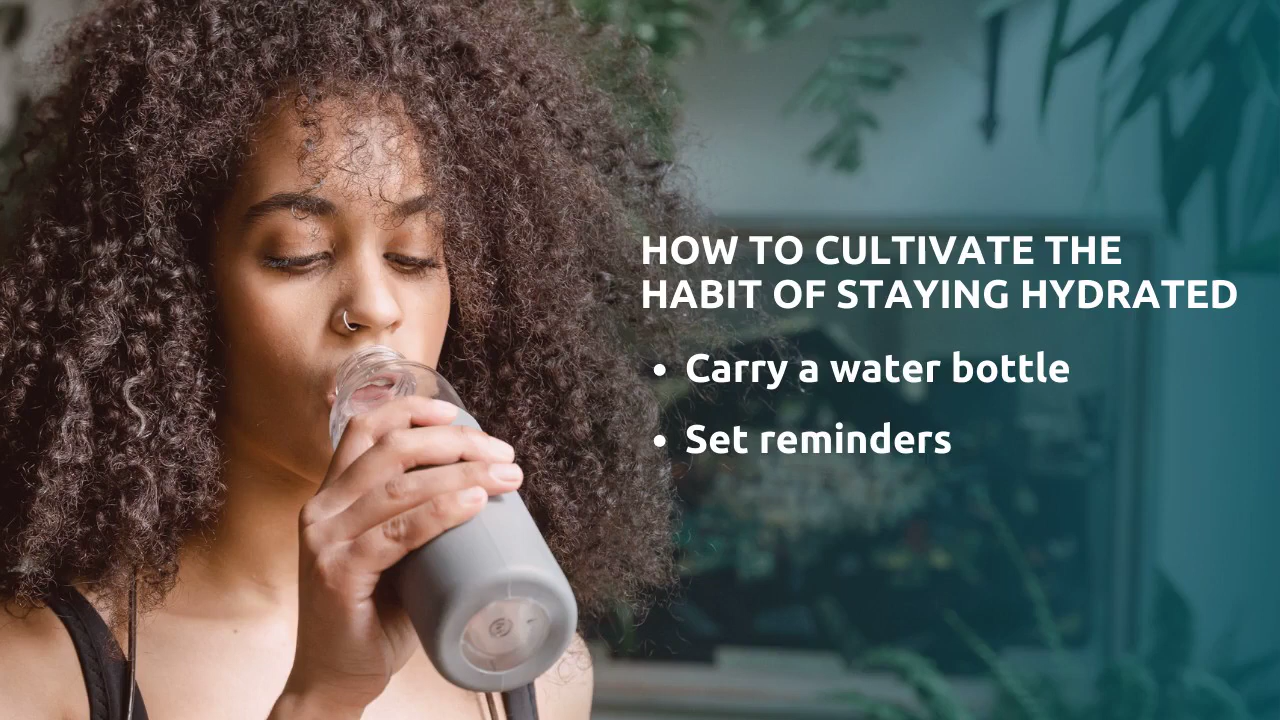 HOW TO CULTIVATE THE
HABIT OF STAYING HYDRATED
• Carry a water bottle
• Set reminders